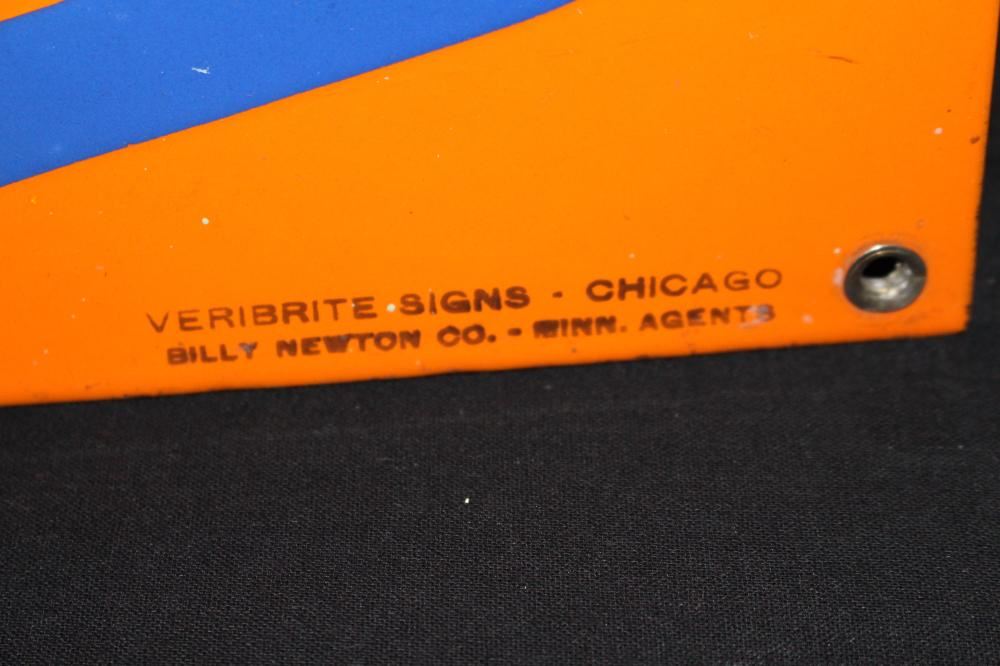 VERIBRITE SIGNS - CHICAGO
BILLY NEWTON CO. - MINN. AGENTS